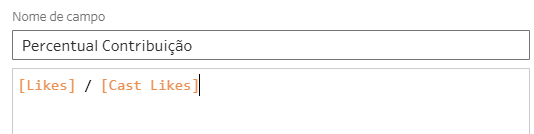 Nome de campo
Percentual Contribuição
[Likes] / [Cast Likes]